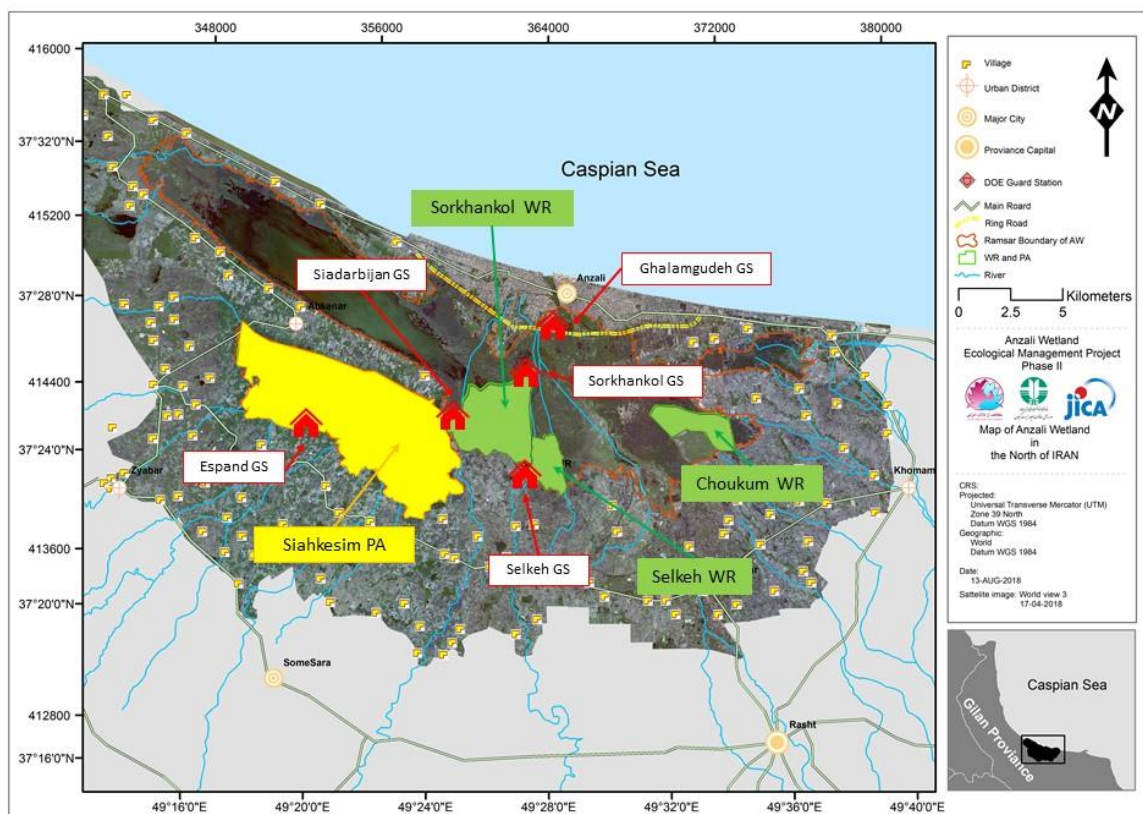 348000
356000
364000
372000
380000
416000
37°32'0"N
415200
37°28'0"N
414400
37°24'0"N
413600
37°20'0"N
412800
37°16'0"N
49°16'0"E
49°20'0"E
49°24'0"E
49°28'0"E
49°32'0"E
49°36'0"E
49°40'0"E
Caspian Sea
Sorkhankol WR
Siadarbijan GS
Ghalamgudeh GS
Anzali
Abkenar
Sorkhankol GS
Espand GS
Zyabar
Khomam
Choukum WR
Siahkesim PA
Selkeh GS
Selkeh WR
SomeSara
Rasht
Village
Urban District
Major City
Proviance Capital
DOE Guard Station
Main Roard
Ring Road
Ramsar Boundary of AW
WR and PA
River
N
0 2.5 5
Kilometers
Anzali Wetland
Ecological Management Project
Phase II
JICA
Map of Anzali Wetland
in
the North of IRAN
CRS:
Projected:
Universal Transverse Mercator (UTM)
Zone 39 North
Datum WGS 1984
Geographic:
World
Datum WGS 1984
Date:
13-AUG-2018
Sattelite image: World view 3
17-04-2018
Caspian Sea
Gilan Proviance